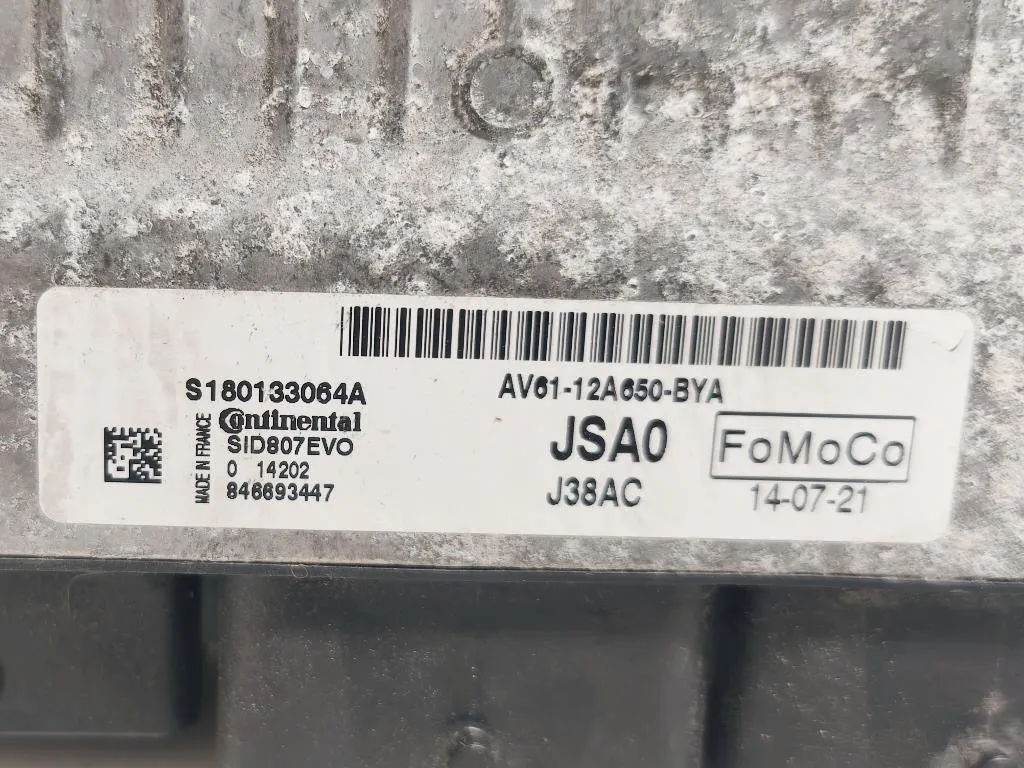 S180133064A
Continental
SID807EVO
0 14202
846693447
MADE IN FRANCE
AV61-12A650-BYA
JSA0
J38AC
FoMoCo
14-07-21